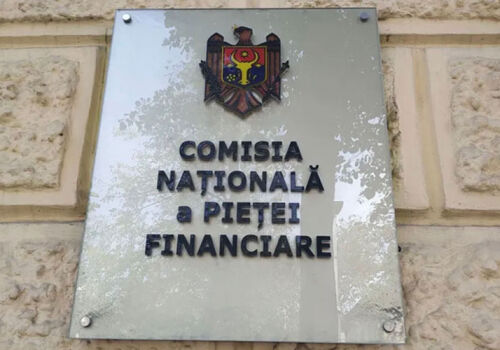 COMISIA
NAȚIONALĂ
a PIEȚEI
FINANCIARE